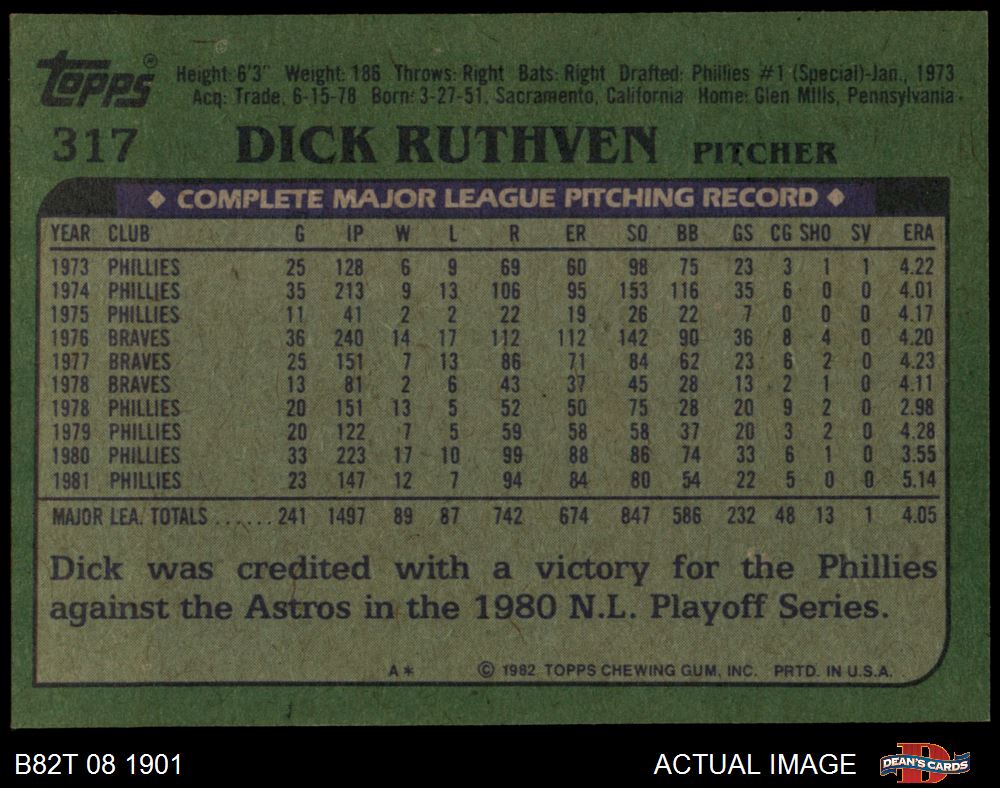 topps® Height: 6'3" Weight: 186 Throws: Right Bats: Right Drafted: Phillies #1 (Special)-Jan., 1973
Acq: Trade, 6-15-78 Born: 3-27-51, Sacramento, California Home: Glen Mills, Pennsylvania
317 DICK RUTHVEN PITCHER
◆ COMPLETE MAJOR LEAGUE PITCHING RECORD ◆
YEAR CLUB G IP W L R ER SO BB GS CG SHO SV ERA
1973 PHILLIES 25 128 6 9 69 60 98 75 23 3 1 1 4.22
1974 PHILLIES 35 213 9 13 106 95 153 116 35 6 0 0 4.01
1975 PHILLIES 11 41 2 2 22 19 26 22 7 0 0 0 4.17
1976 BRAVES 36 240 14 17 112 112 142 90 36 8 4 0 4.20
1977 BRAVES 25 151 7 13 86 71 84 62 23 6 2 0 4.23
1978 BRAVES 13 81 2 6 43 37 45 28 13 2 1 0 4.11
1978 PHILLIES 20 151 13 5 52 50 75 28 20 9 2 0 2.98
1979 PHILLIES 20 122 7 5 59 58 58 37 20 3 2 0 4.28
1980 PHILLIES 33 223 17 10 99 88 86 74 33 6 1 0 3.55
1981 PHILLIES 23 147 12 7 94 84 80 54 22 5 0 0 5.14
MAJOR LEA. TOTALS ...... 241 1497 89 87 742 674 847 586 232 48 13 1 4.05
Dick was credited with a victory for the Phillies
against the Astros in the 1980 N.L. Playoff Series.
A* © 1982 TOPPS CHEWING GUM, INC. PRTD. IN U.S.A.
B82T 08 1901 ACTUAL IMAGE DEAN'S CARDS